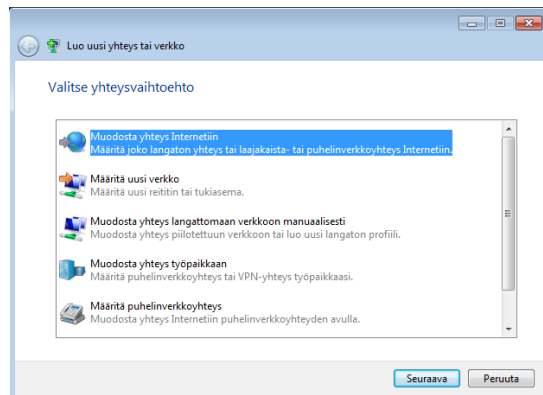 Luo uusi yhteys tai verkko
Valitse yhteysvaihtoehto
Muodosta yhteys Internetiin
Määritä joko langaton yhteys tai laajakaista- tai puhelinverkkoyhteys Internetiin.
Määritä uusi verkko
Määritä uusi reititin tai tukiasema.
Muodosta yhteys langattomaan verkkoon manuaalisesti
Muodosta yhteys piilotettuun verkkoon tai luo uusi langaton profiili.
Muodosta yhteys työpaikkaan
Määritä puhelinverkkoyhteys tai VPN-yhteys työpaikkaasi.
Määritä puhelinverkkoyhteys
Muodosta yhteys Internetiin puhelinverkkoyhteyden avulla.
Seuraava Peruuta